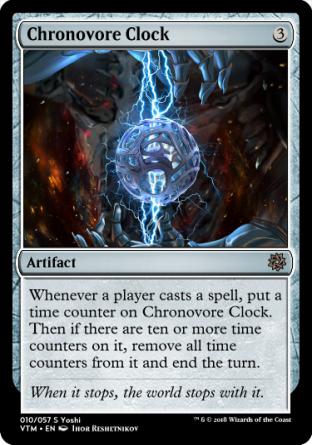 Chronovore Clock 3
Artifact
Whenever a player casts a spell, put a
time counter on Chronovore Clock.
Then if there are ten or more time
counters on it, remove all time
counters from it and end the turn.
When it stops, the world stops with it.
010/057 S Yoshi
VTM • EN Ihor Reshetnikov
™ & © 2018 Wizards of the Coast